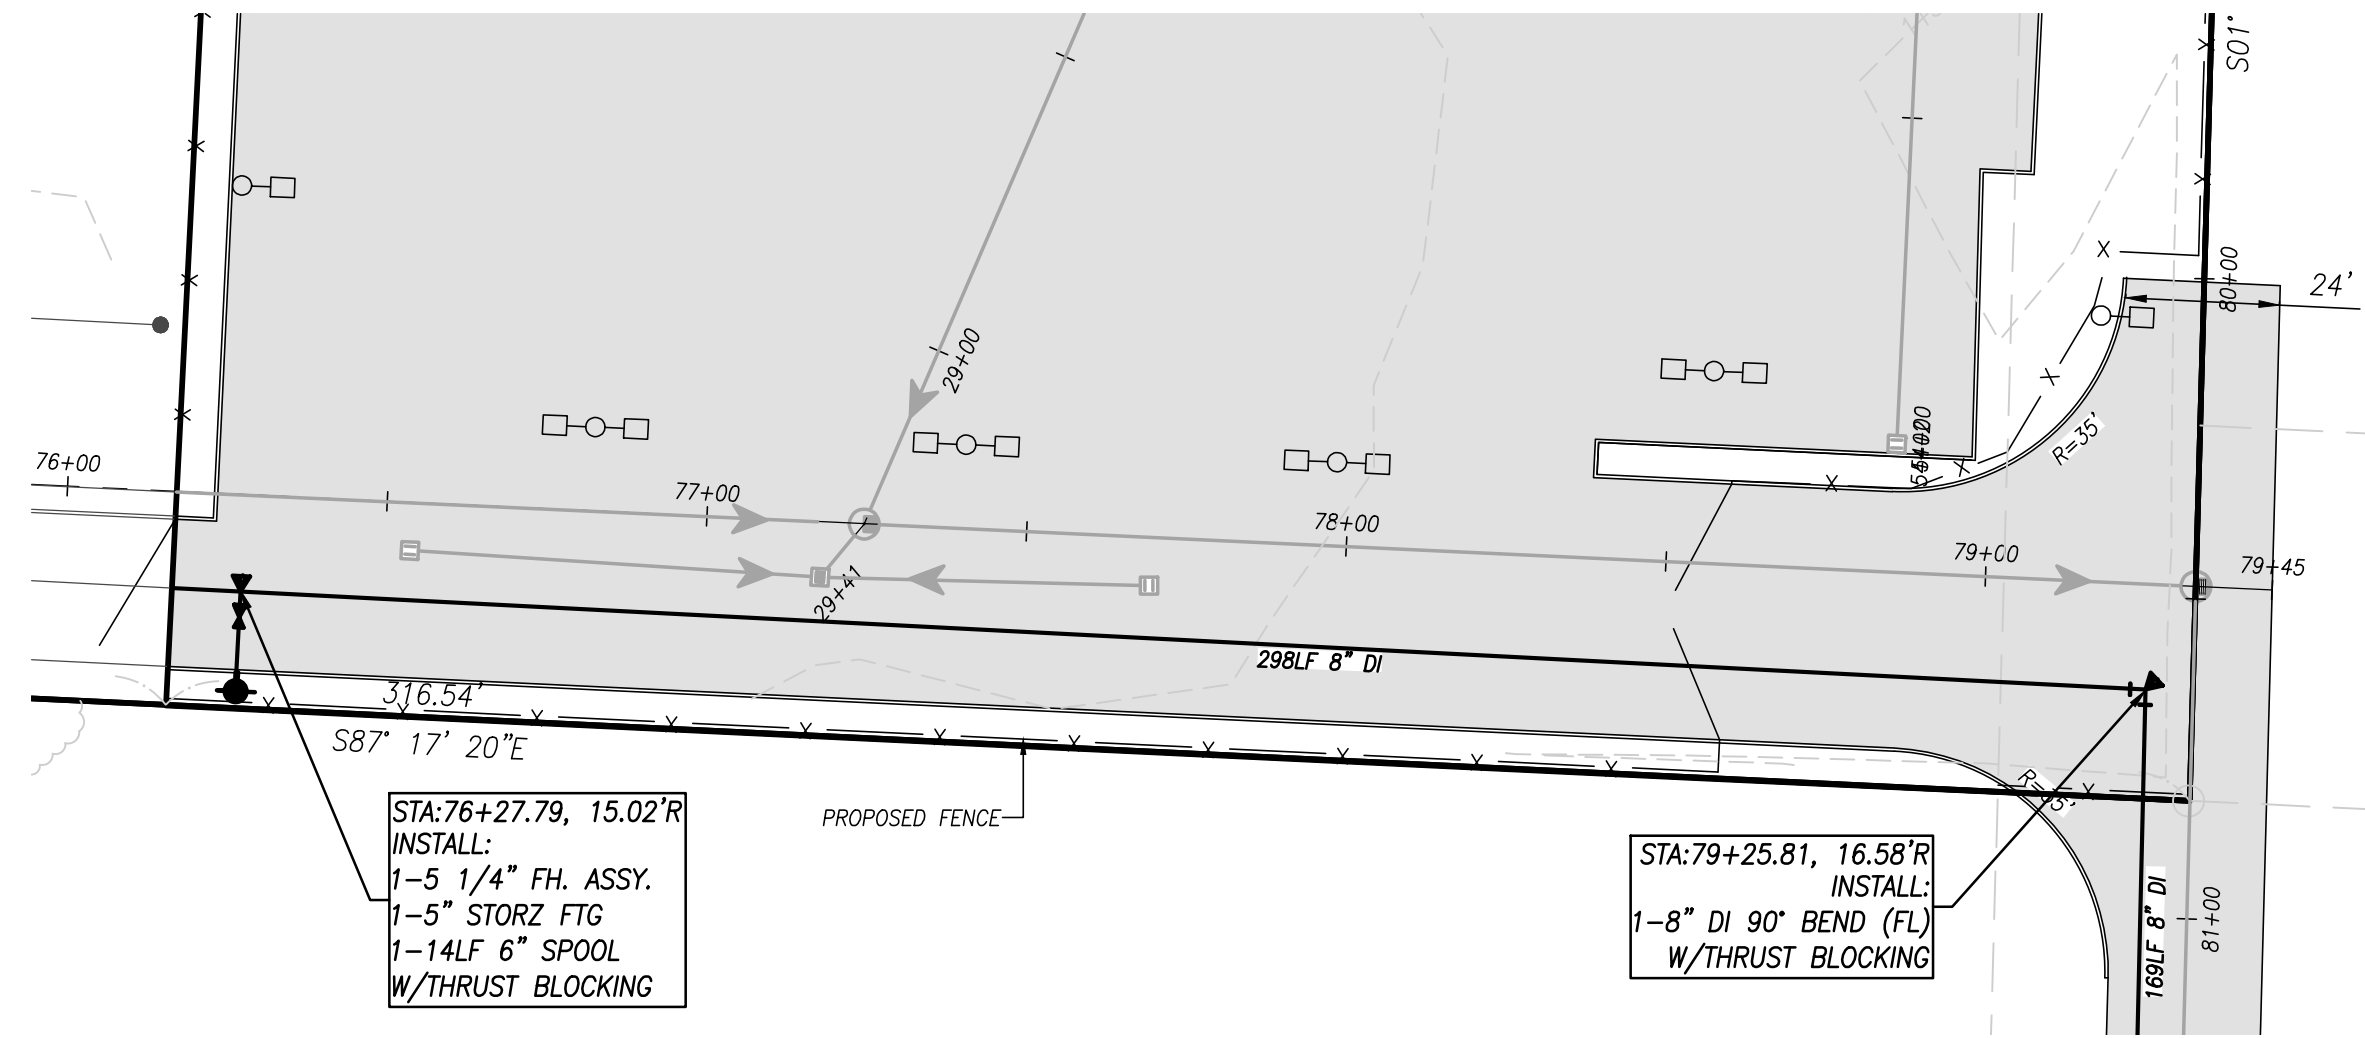 S01°
24'
80+00
29+00
R=35'
76+00
77+00
78+00
79+00
79+45
29+41
298LF 8" DI
316.54'
S87° 17' 20"E
PROPOSED FENCE
STA:76+27.79, 15.02'R
INSTALL:
1-5 1/4" FH. ASSY.
1-5" STORZ FTG
1-14LF 6" SPOOL
W/THRUST BLOCKING
STA:79+25.81, 16.58'R
INSTALL:
1-8" DI 90° BEND (FL)
W/THRUST BLOCKING
169LF 8" DI
81+00